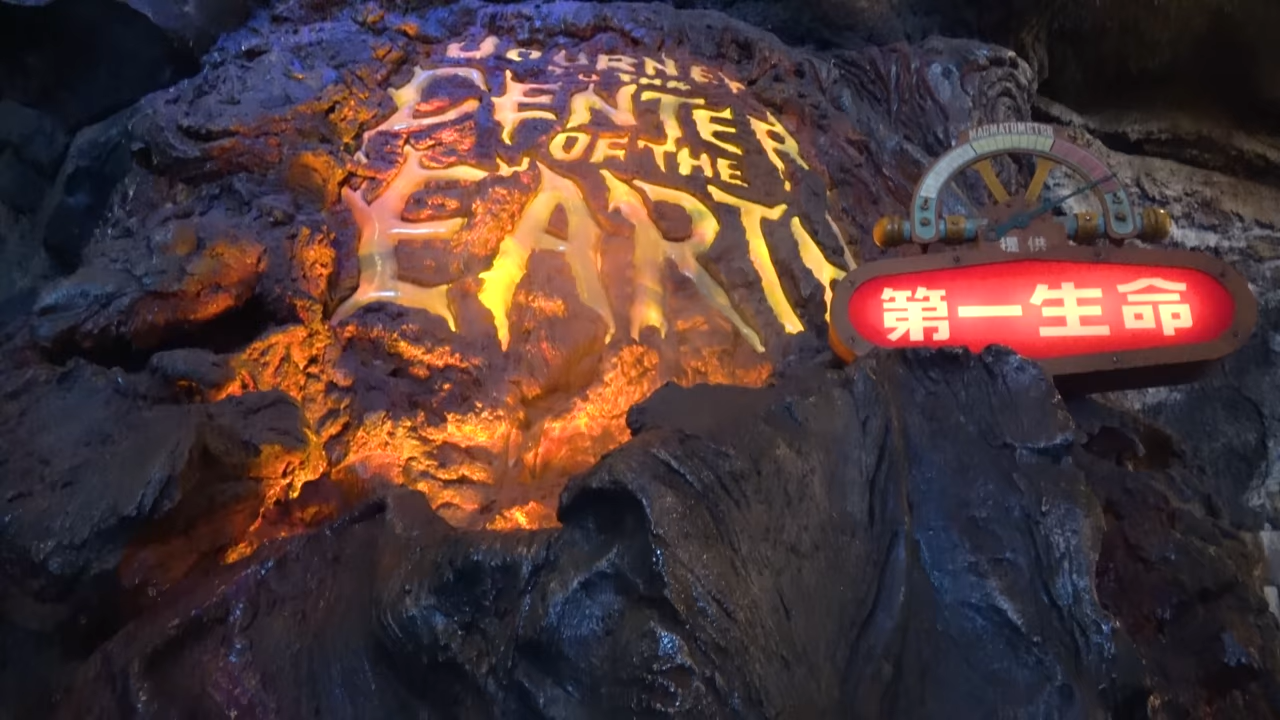 JOURNEY
TO THE
CENTER
OF THE
EARTH
MAGMATOMETER
提供
第一生命